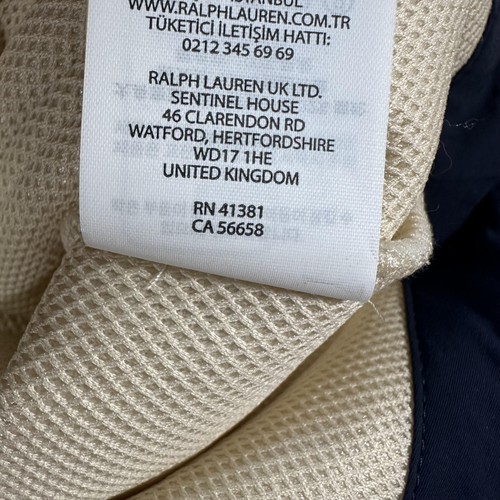 İSTANBUL
WWW.RALPHLAUREN.COM.TR
TÜKETİCİ İLETİŞİM HATTI:
0212 345 69 69
RALPH LAUREN UK LTD.
SENTINEL HOUSE
46 CLARENDON RD
WATFORD, HERTFORDSHIRE
WD17 1HE
UNITED KINGDOM
RN 41381
CA 56658